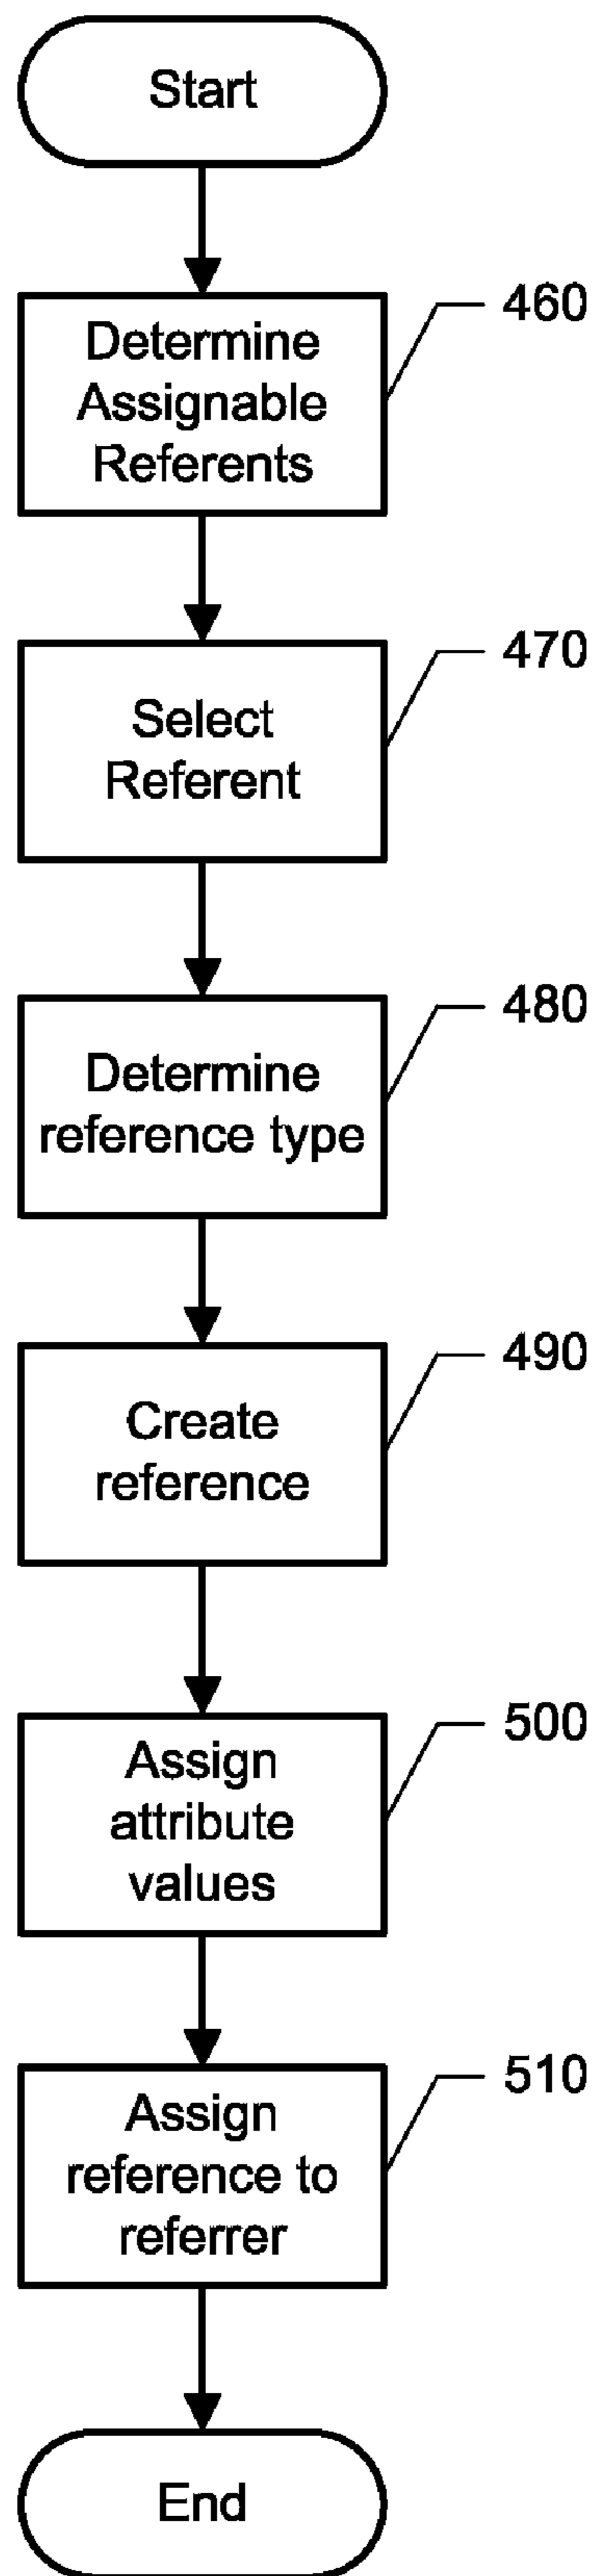 Start
460
Determine
Assignable
Referents
470
Select
Referent
480
Determine
reference type
490
Create
reference
500
Assign
attribute
values
510
Assign
reference to
referrer
End